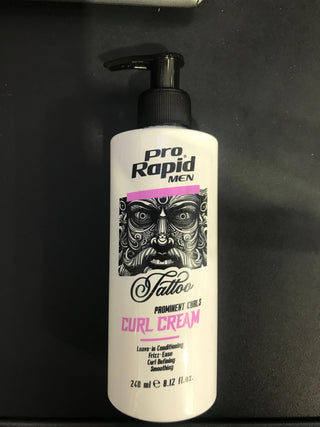 Pro
Rapid
MEN
Tattoo
PROMINENT CURLS
CURL CREAM
Leave-in Conditioning
Frizz-Ease
Curl Defining
Smoothing
240 ml ℮ 8.12 fl.oz.